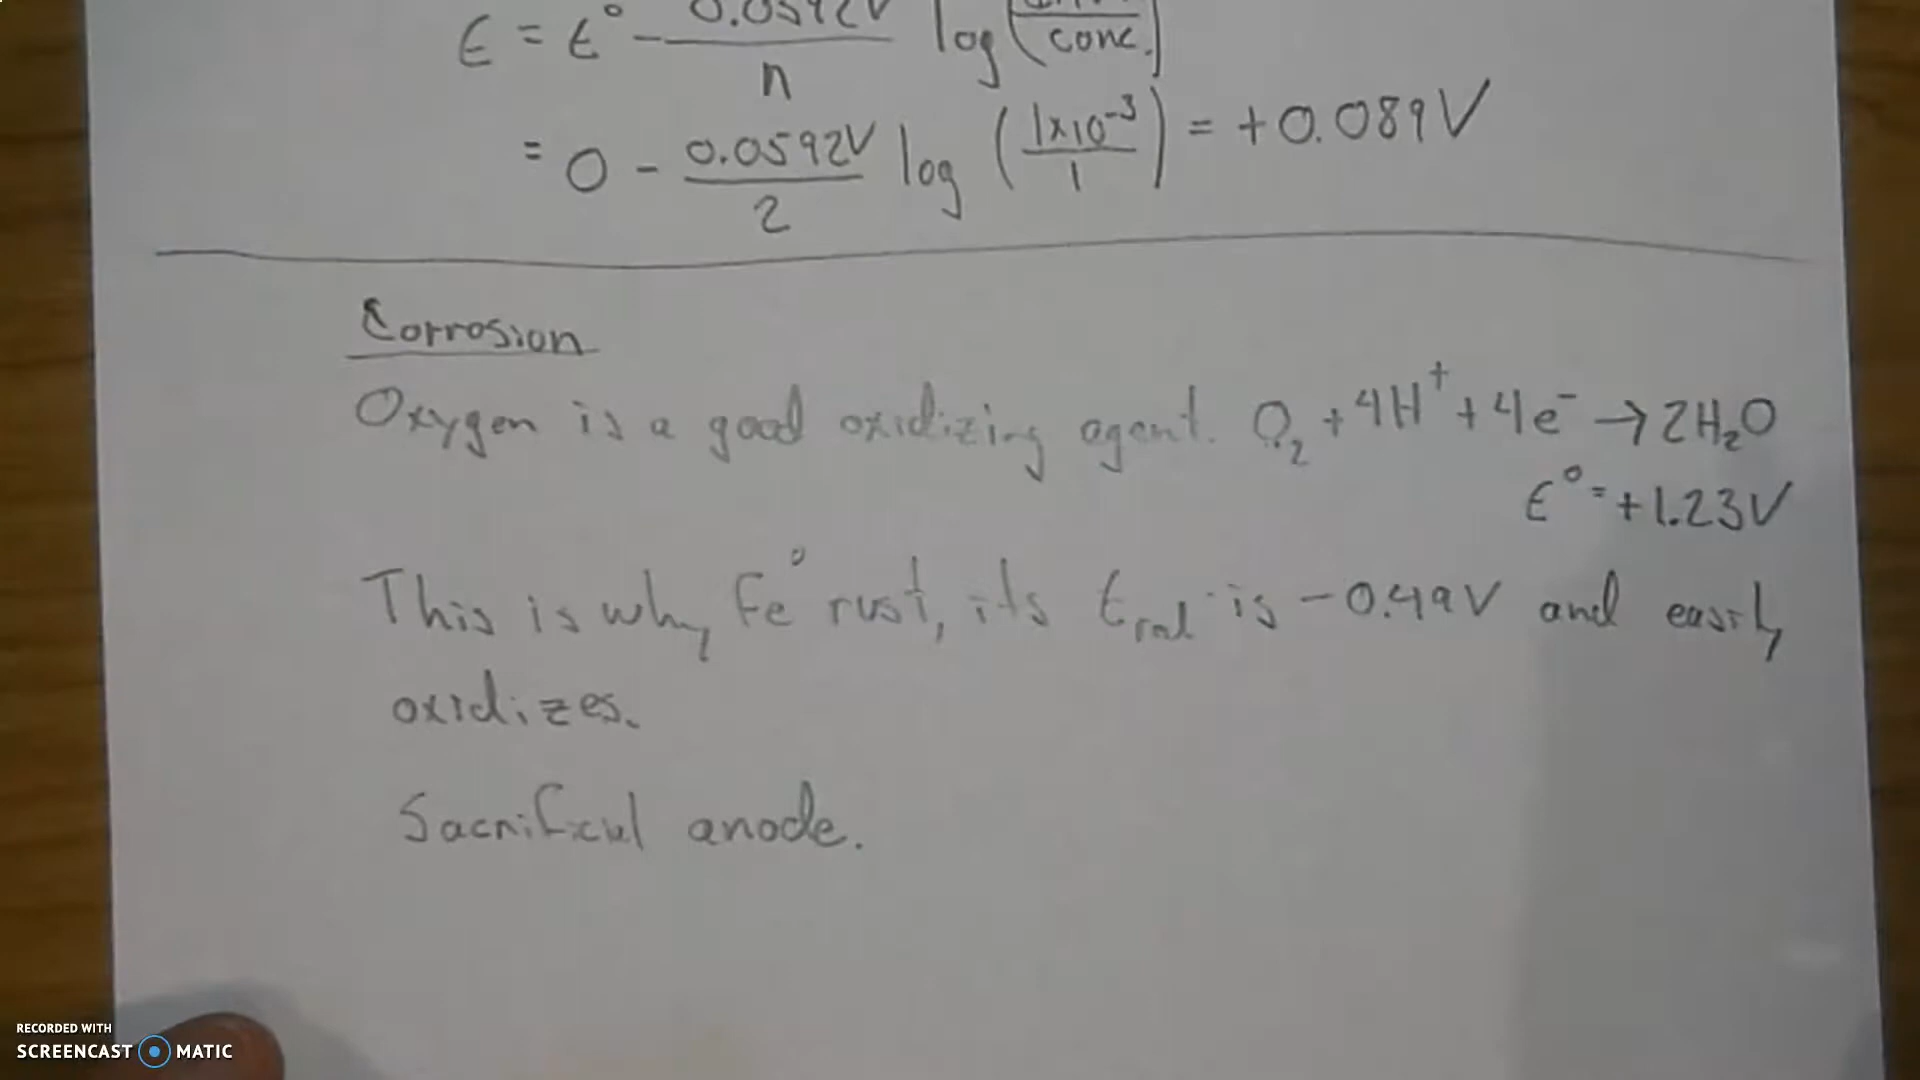 ε = ε° - 0.0592V / n log ( / conc.)
= 0 - 0.0592V / 2 log (1x10⁻³ / 1) = +0.089V
Corrosion
Oxygen is a good oxidizing agent. O₂ + 4H⁺ + 4e⁻ → 2H₂O
ε° = +1.23V
This is why Fe° rust, its εred is -0.49V and easily
oxidizes.
Sacrificial anode.
RECORDED WITH
SCREENCAST MATIC